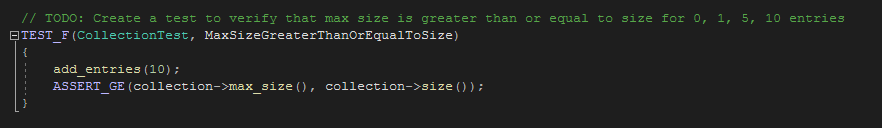 // TODO: Create a test to verify that max size is greater than or equal to size for 0, 1, 5, 10 entries
TEST_F(CollectionTest, MaxSizeGreaterThanOrEqualToSize)
{
    add_entries(10);
    ASSERT_GE(collection->max_size(), collection->size());
}